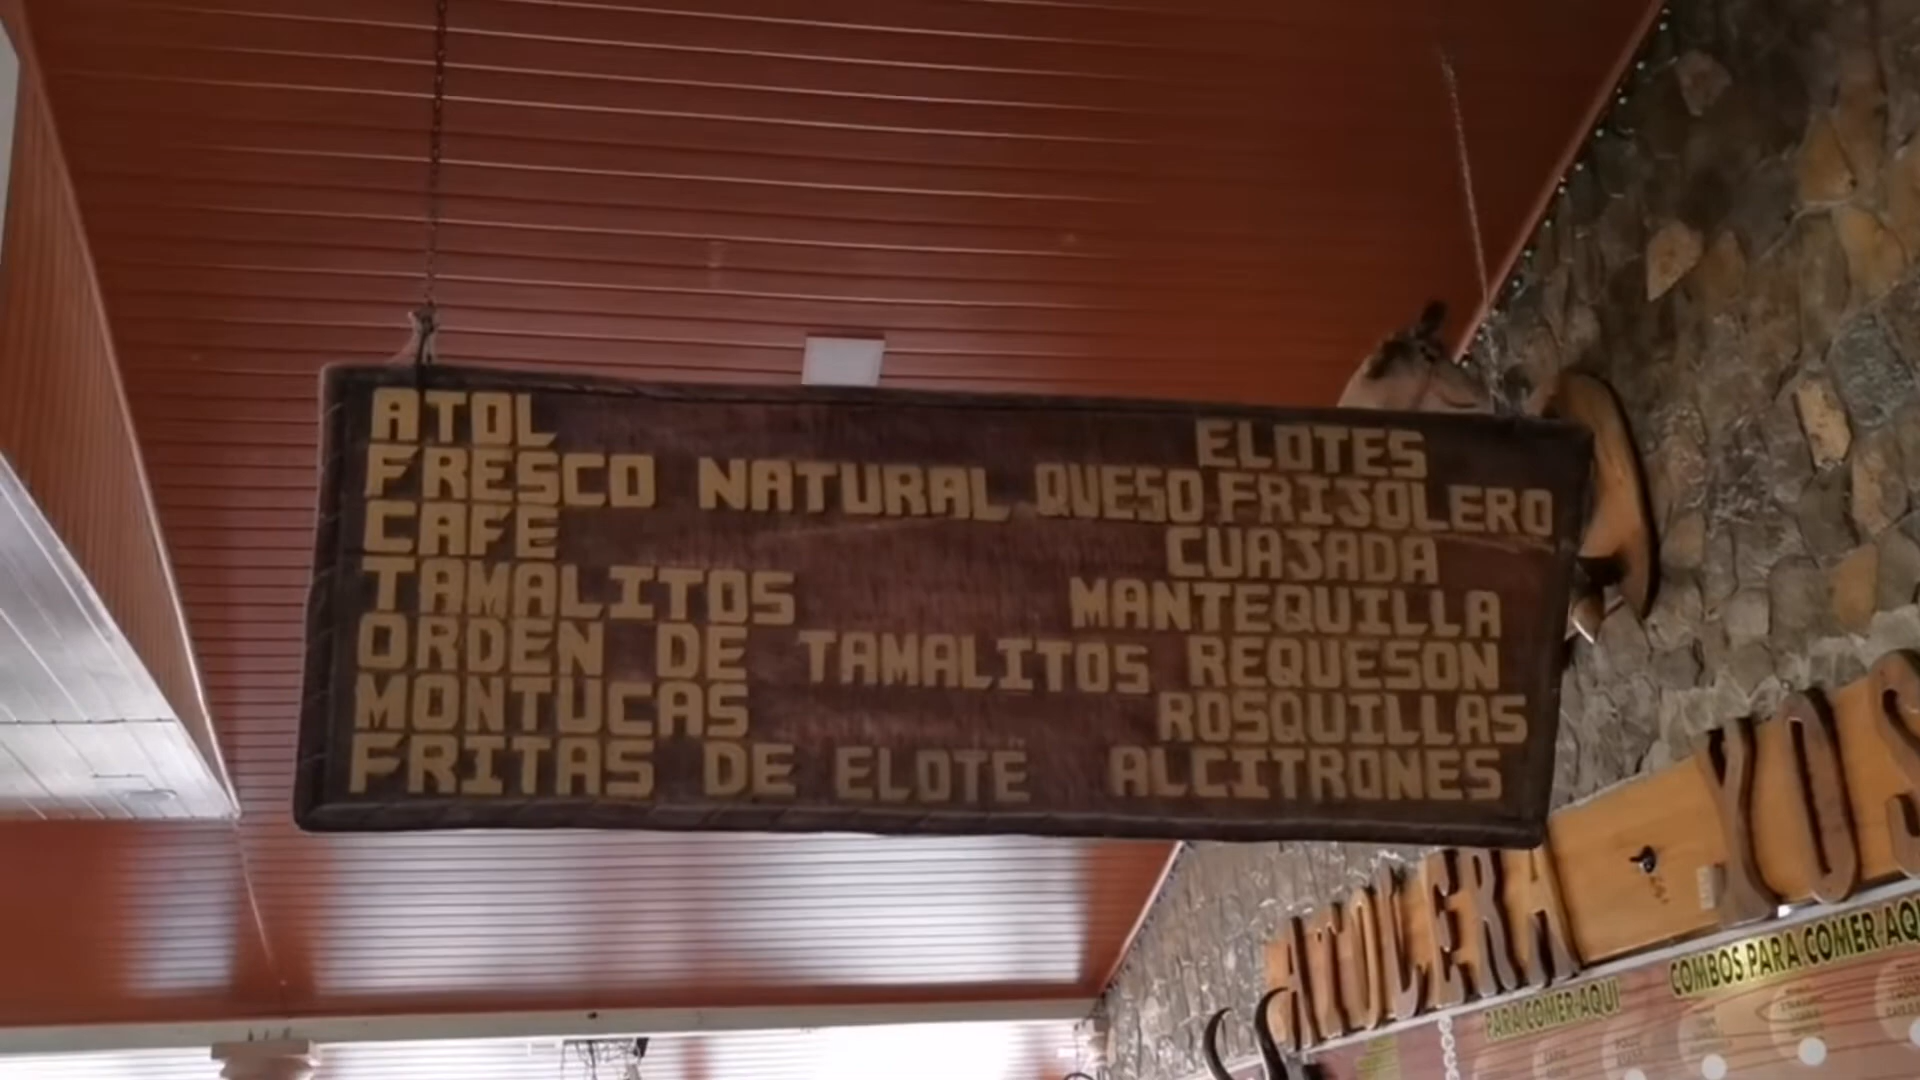 ATOL
FRESCO NATURAL
CAFE
TAMALITOS
ORDEN DE TAMALITOS
MONTUCAS
FRITAS DE ELOTE
ELOTES
QUESO FRIJOLERO
CUAJADA
MANTEQUILLA
REQUESON
ROSQUILLAS
ALCITRONES
ATOLERA
PARA COMER AQUI
COMBOS PARA COMER